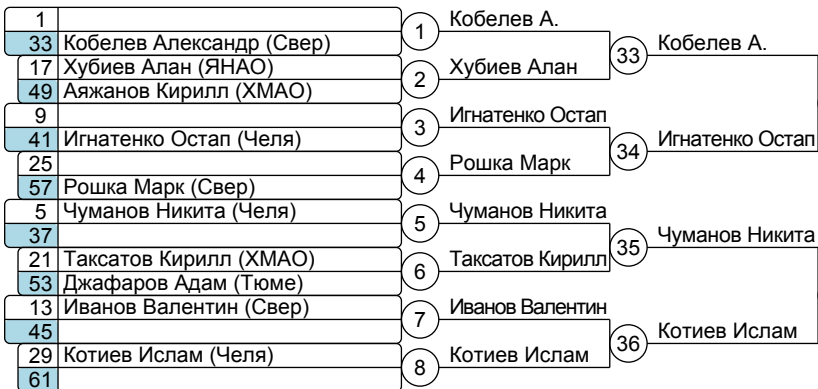 1
33 Кобелев Александр (Свер)
17 Хубиев Алан (ЯНАО)
49 Аяжанов Кирилл (ХМАО)
9
41 Игнатенко Остап (Челя)
25
57 Рошка Марк (Свер)
5 Чуманов Никита (Челя)
37
21 Таксатов Кирилл (ХМАО)
53 Джафаров Адам (Тюме)
13 Иванов Валентин (Свер)
45
29 Котиев Ислам (Челя)
61
1 Кобелев А.
2 Хубиев Алан
3 Игнатенко Остап
4 Рошка Марк
5 Чуманов Никита
6 Таксатов Кирилл
7 Иванов Валентин
8 Котиев Ислам
33 Кобелев А.
34 Игнатенко Остап
35 Чуманов Никита
36 Котиев Ислам